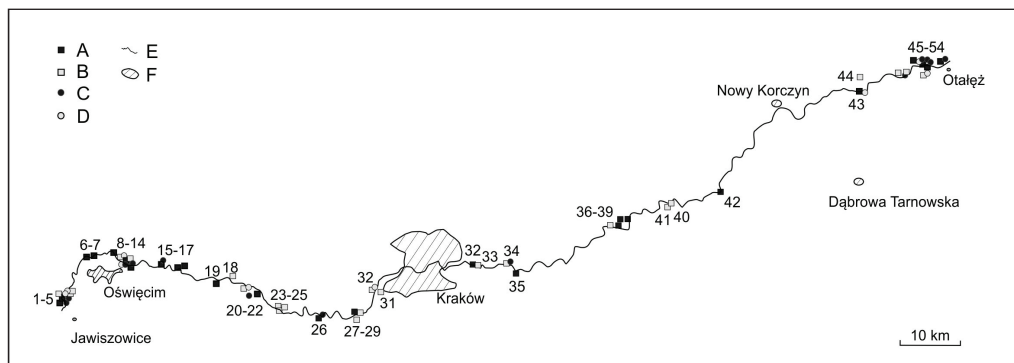 A
B
C
D
E
F
45-54
Otałęż
44
43
Nowy Korczyn
Dąbrowa Tarnowska
42
41
40
36-39
35
34
33
32
Kraków
31
32
27-29
26
23-25
20-22
18
19
15-17
8-14
6-7
Oświęcim
1-5
Jawiszowice
10 km